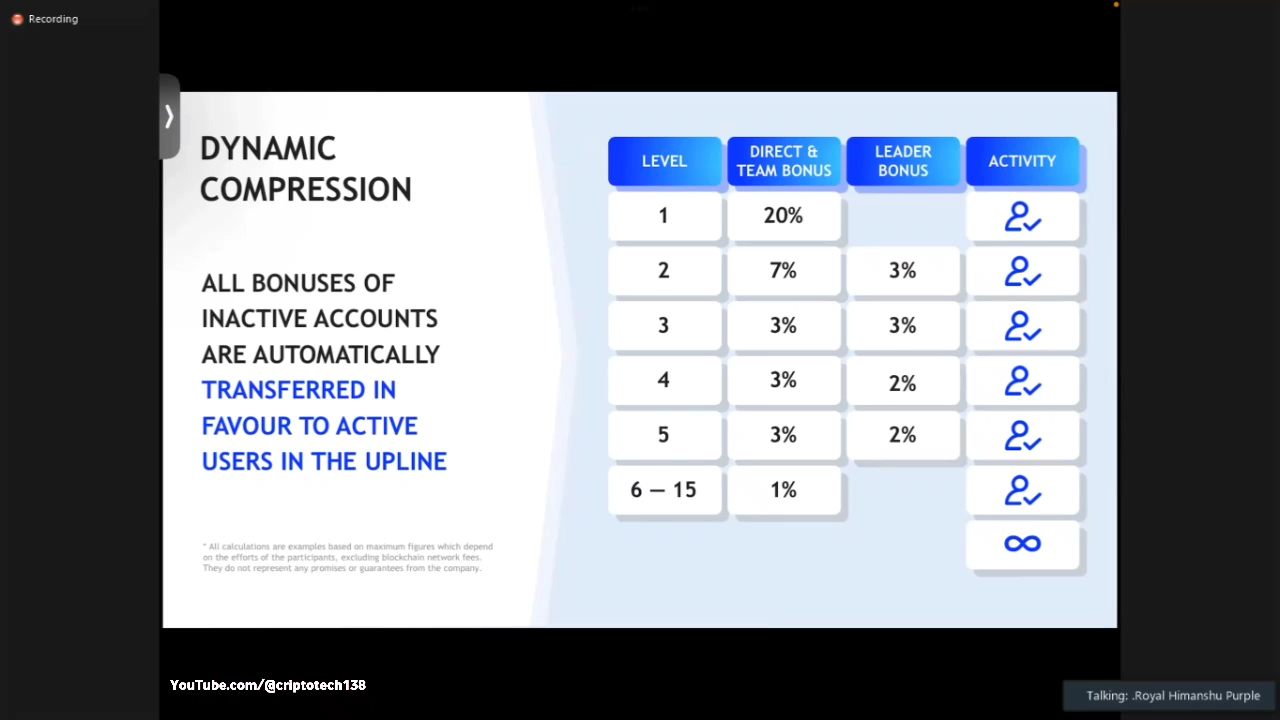 Recording
DYNAMIC
COMPRESSION
ALL BONUSES OF
INACTIVE ACCOUNTS
ARE AUTOMATICALLY
TRANSFERRED IN
FAVOUR TO ACTIVE
USERS IN THE UPLINE
* All calculations are examples based on maximum figures which depend
on the efforts of the participants, excluding blockchain network fees.
They do not represent any promises or guarantees from the company.
LEVEL DIRECT & TEAM BONUS LEADER BONUS ACTIVITY
1 20%
2 7% 3%
3 3% 3%
4 3% 2%
5 3% 2%
6 — 15 1%
∞
YouTube.com/@criptotech138
Talking: .Royal Himanshu Purple